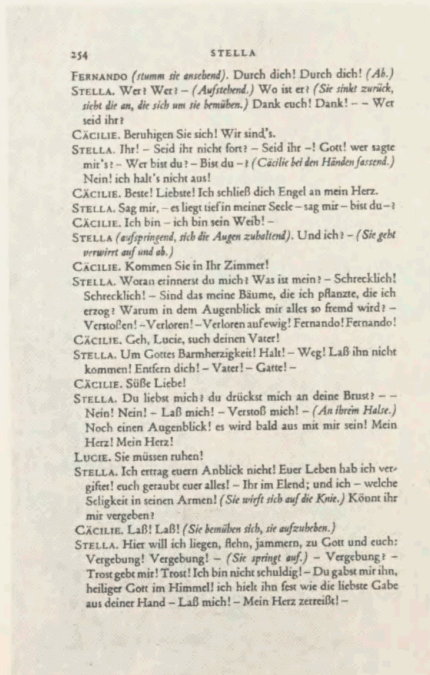 254 STELLA
FERNANDO (stumm sie ansehend). Durch dich! Durch dich! (Ab.)
STELLA. Wer? Wer? – (Aufstehend.) Wo ist er? (Sie sinkt zurück,
sieht die an, die sich um sie bemühen.) Dank euch! Dank! – – Wer
seid ihr?
CÄCILIE. Beruhigen Sie sich! Wir sind's.
STELLA. Ihr! – Seid ihr nicht fort? – Seid ihr –! Gott! wer sagte
mir's? – Wer bist du? – Bist du –? (Cäcilie bei den Händen fassend.)
Nein! ich halt's nicht aus!
CÄCILIE. Beste! Liebste! Ich schließ dich Engel an mein Herz.
STELLA. Sag mir, – es liegt tief in meiner Seele – sag mir – bist du –?
CÄCILIE. Ich bin – ich bin sein Weib! –
STELLA (aufspringend, sich die Augen zuhaltend). Und ich? – (Sie geht
verwirrt auf und ab.)
CÄCILIE. Kommen Sie in Ihr Zimmer!
STELLA. Woran erinnerst du mich? Was ist mein? – Schrecklich!
Schrecklich! – Sind das meine Bäume, die ich pflanzte, die ich
erzog? Warum in dem Augenblick mir alles so fremd wird? –
Verstoßen! – Verloren! – Verloren auf ewig! Fernando! Fernando!
CÄCILIE. Geh, Lucie, such deinen Vater!
STELLA. Um Gottes Barmherzigkeit! Halt! – Weg! Laß ihn nicht
kommen! Entfern dich! – Vater! – Gatte! –
CÄCILIE. Süße Liebe!
STELLA. Du liebst mich? du drückst mich an deine Brust? – –
Nein! Nein! – Laß mich! – Verstoß mich! – (An ihrem Halse.)
Noch einen Augenblick! es wird bald aus mit mir sein! Mein
Herz! Mein Herz!
LUCIE. Sie müssen ruhen!
STELLA. Ich ertrag euern Anblick nicht! Euer Leben hab ich ver-
giftet! euch geraubt euer alles! – Ihr im Elend; und ich – welche
Seligkeit in seinen Armen! (Sie wirft sich auf die Knie.) Könnt ihr
mir vergeben?
CÄCILIE. Laß! Laß! (Sie bemühen sich, sie aufzuheben.)
STELLA. Hier will ich liegen, flehn, jammern, zu Gott und euch:
Vergebung! Vergebung! – (Sie springt auf.) – Vergebung? –
Trost gebt mir! Trost! Ich bin nicht schuldig! – Du gabst mir ihn,
heiliger Gott im Himmel! ich hielt ihn fest wie die liebste Gabe
aus deiner Hand – Laß mich! – Mein Herz zerreißt! –